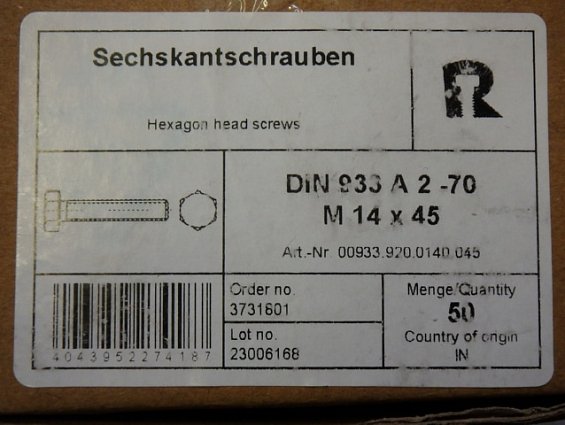 Sechskantschrauben
Hexagon head screws
DIN 933 A 2 -70
M 14 x 45
Art.-Nr. 00933.920.0140.045
4043952274187
Order no.
3731601
Lot no.
23006168
Menge/Quantity
50
Country of origin
IN